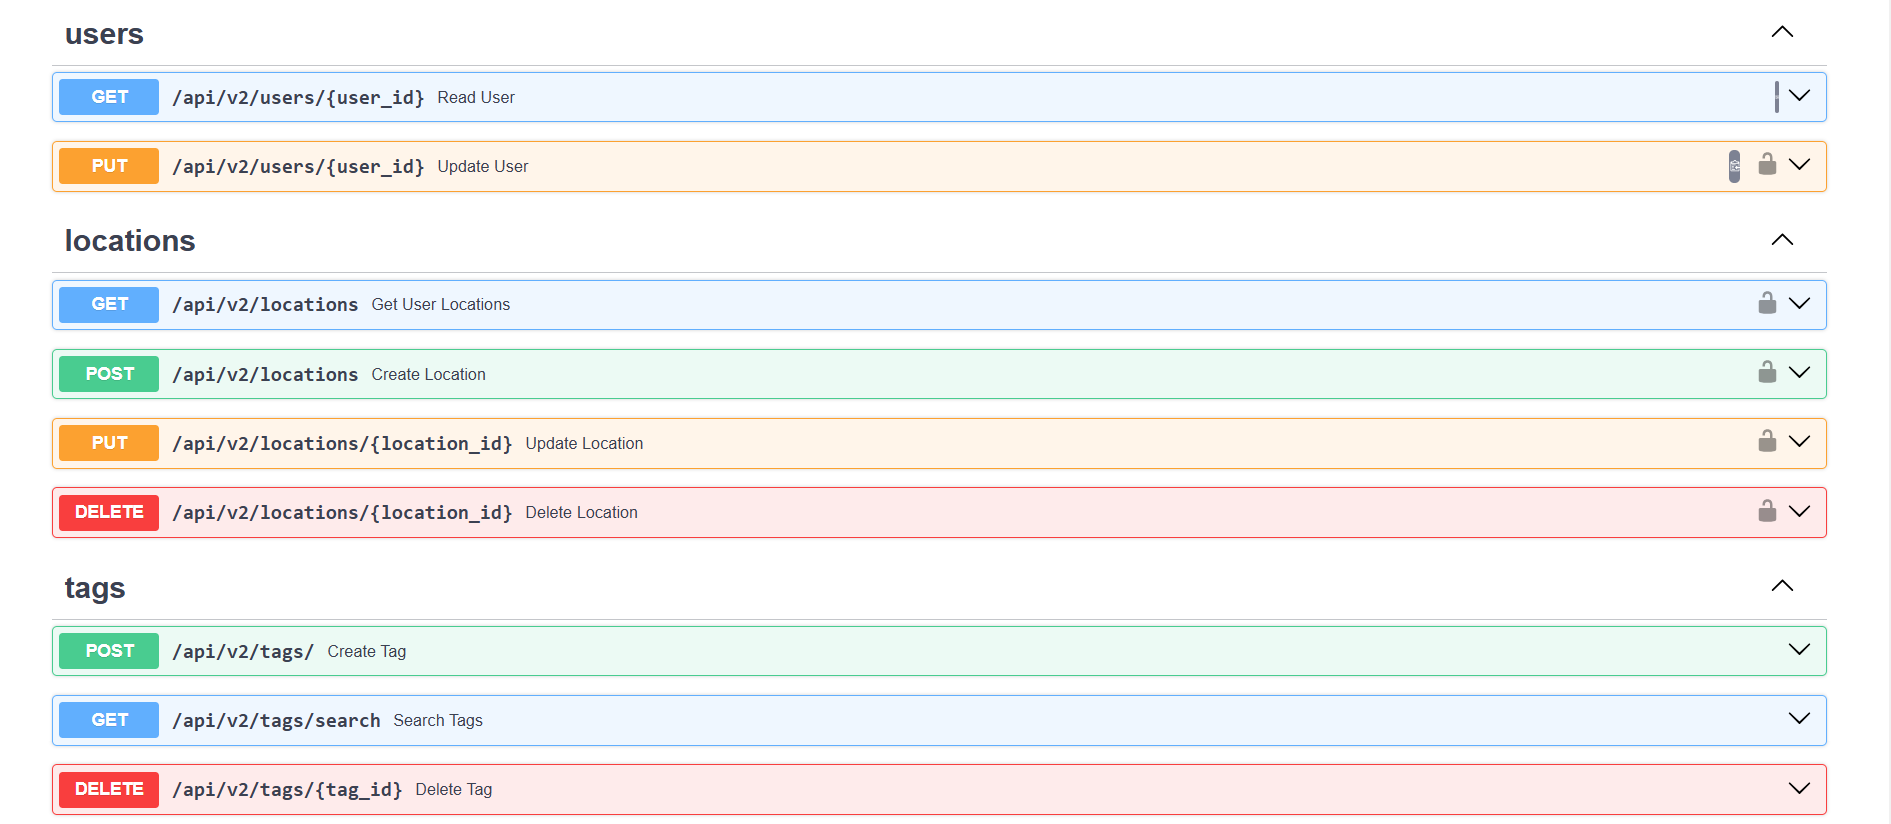 users
GET /api/v2/users/{user_id} Read User
PUT /api/v2/users/{user_id} Update User
locations
GET /api/v2/locations Get User Locations
POST /api/v2/locations Create Location
PUT /api/v2/locations/{location_id} Update Location
DELETE /api/v2/locations/{location_id} Delete Location
tags
POST /api/v2/tags/ Create Tag
GET /api/v2/tags/search Search Tags
DELETE /api/v2/tags/{tag_id} Delete Tag